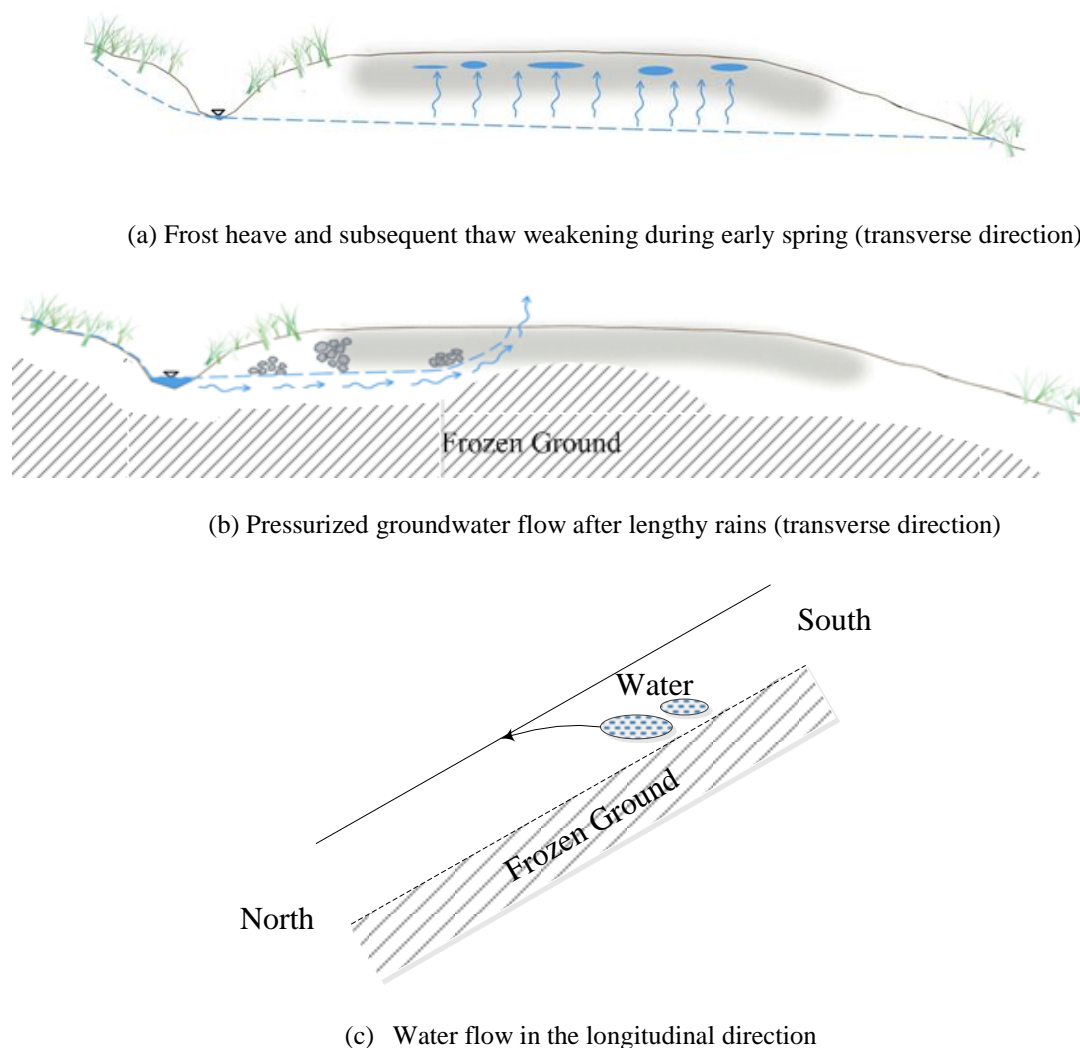 (a) Frost heave and subsequent thaw weakening during early spring (transverse direction)
Frozen Ground
(b) Pressurized groundwater flow after lengthy rains (transverse direction)
South
Water
Frozen Ground
North
(c) Water flow in the longitudinal direction